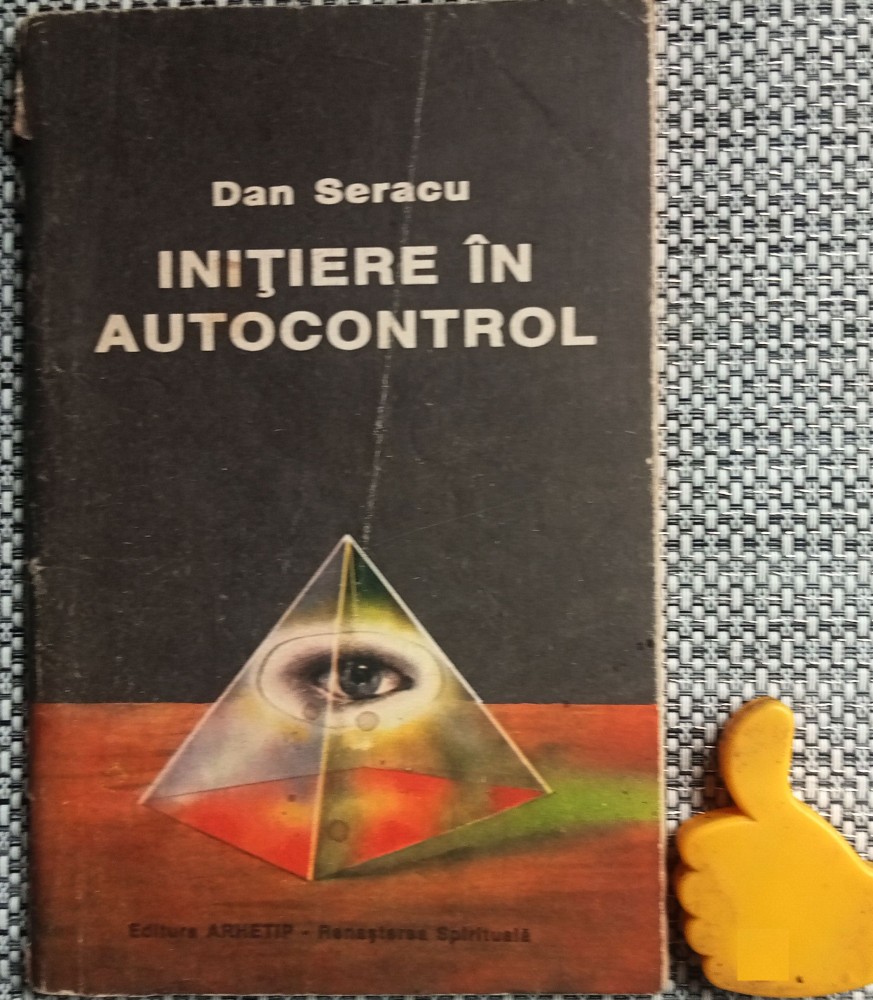 Dan Seracu
INIŢIERE ÎN
AUTOCONTROL
Editura ARHETIP - Renaşterea Spirituală